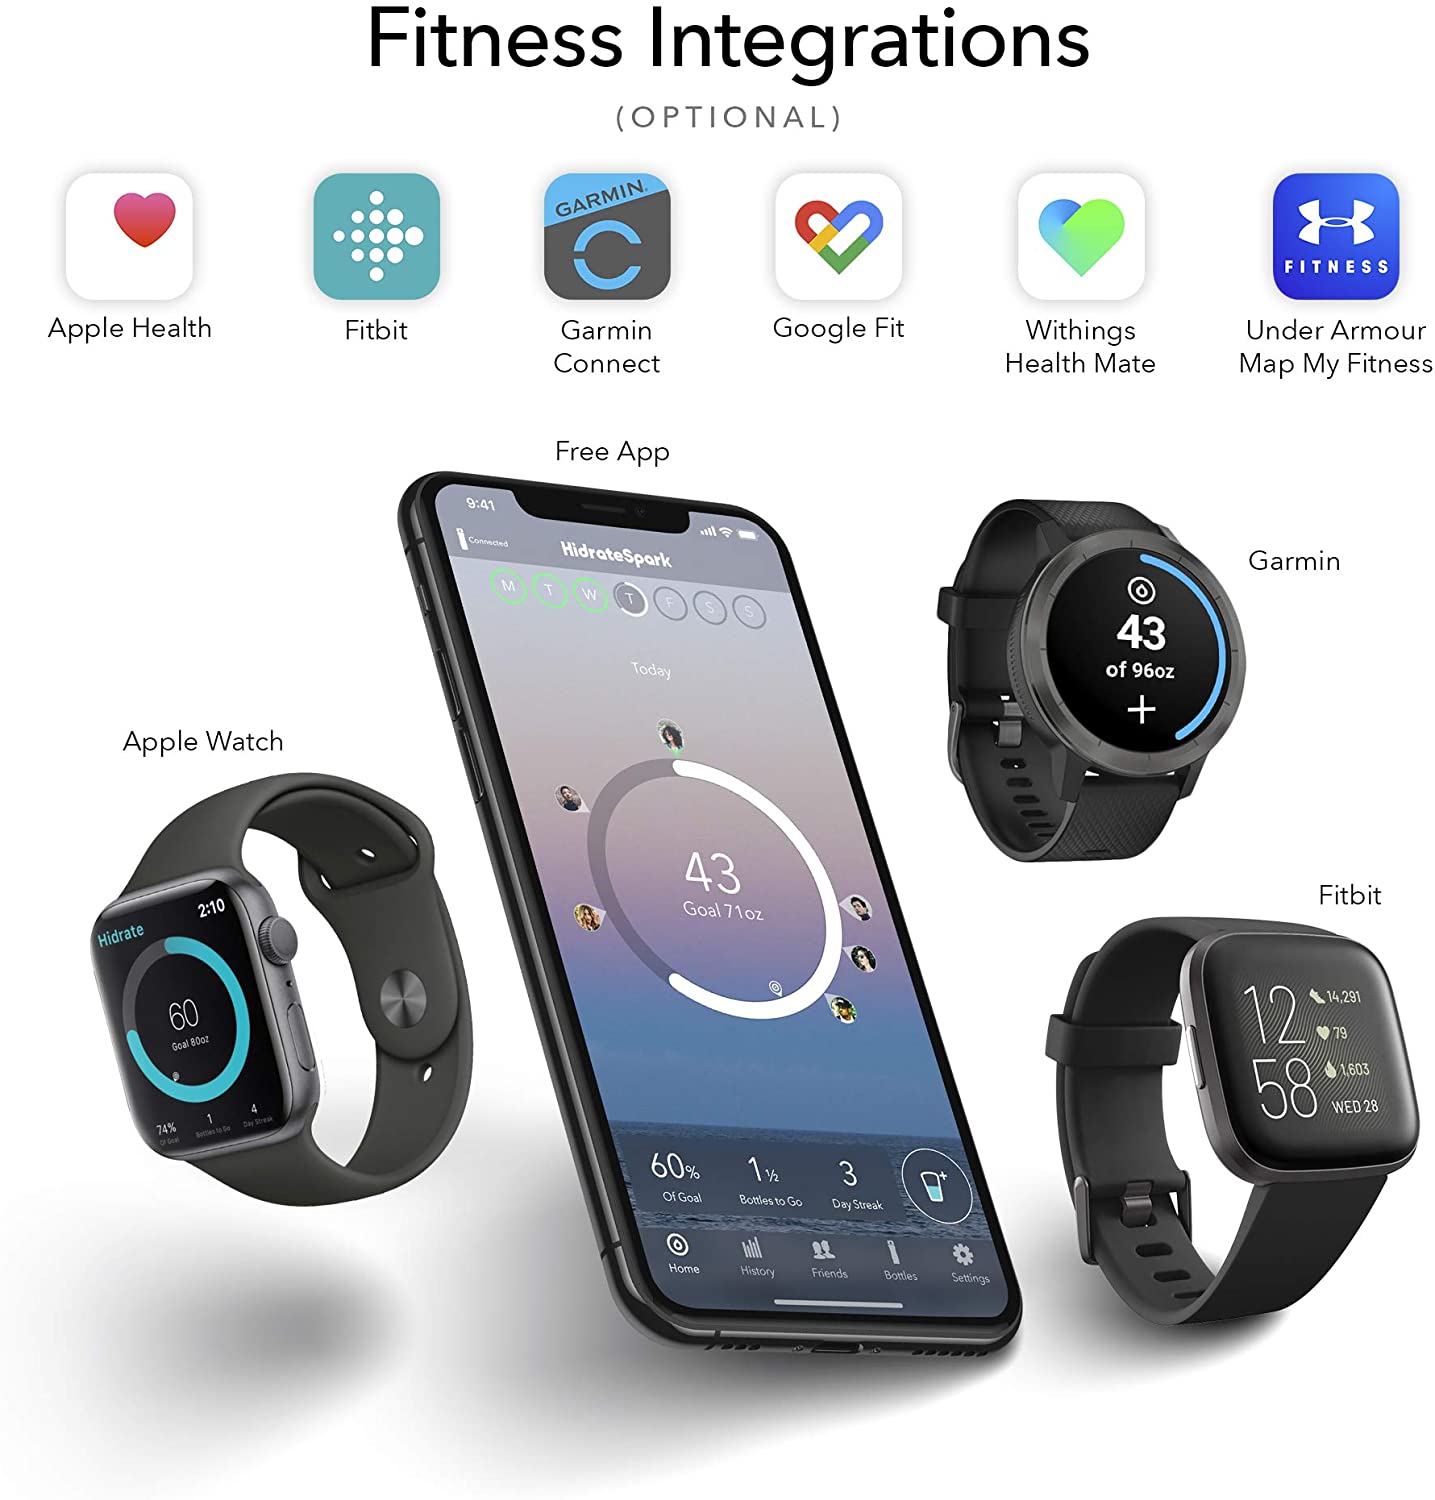 Fitness Integrations
(OPTIONAL)
GARMIN.
FITNESS
Apple Health
Fitbit
Garmin
Connect
Google Fit
Withings
Health Mate
Under Armour
Map My Fitness
Free App
9:41
Connected
HidrateSpark
M T W T F S S
Today
43
Goal 71oz
60% 1 ½ 3
Of Goal Bottles to Go Day Streak
Home History Friends Bottles Settings
Garmin
43
of 96oz
+
Apple Watch
2:10
Hidrate
60
Goal 80oz
74% 1 4
Of Goal Bottles to Go Day Streak
Fitbit
12 14,291
79
58 1,603
WED 28